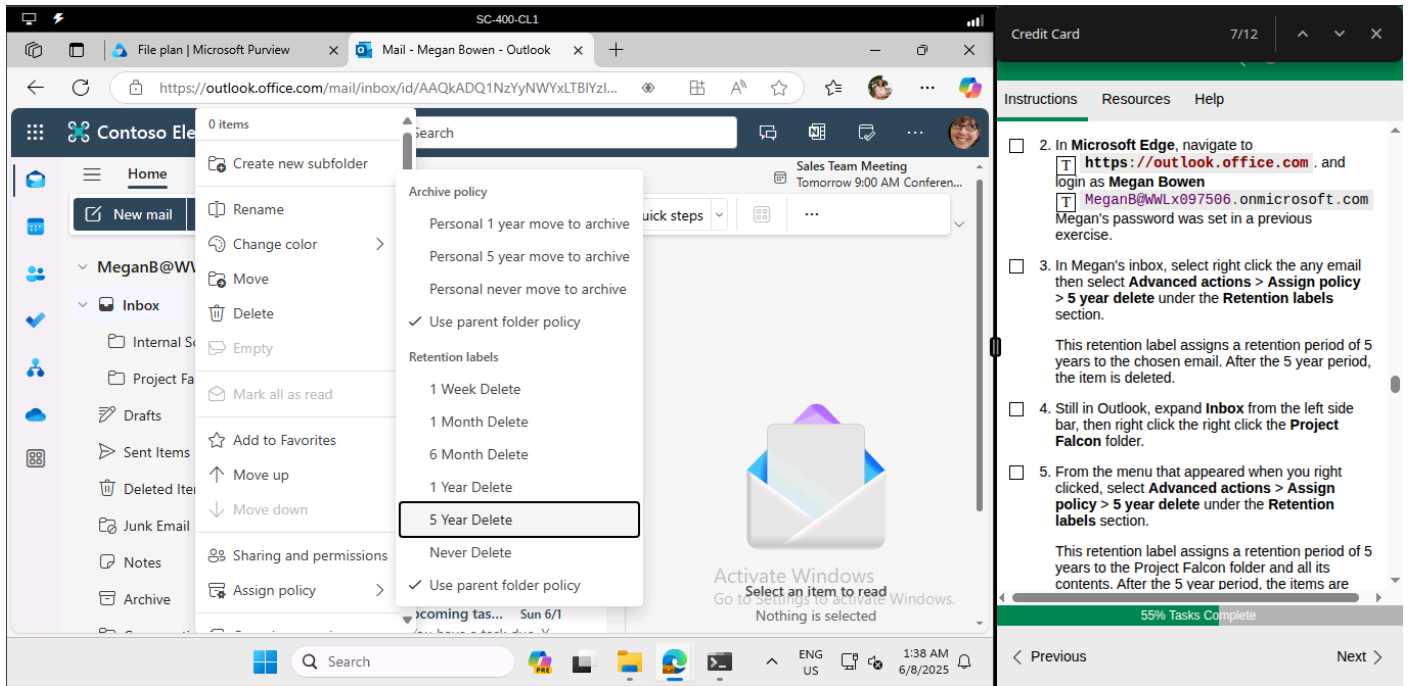 SC-400-CL1
File plan | Microsoft Purview
Mail - Megan Bowen - Outlook
https://outlook.office.com/mail/inbox/id/AAQkADQ1NzYyNWYxLTBlYzI...
Contoso Ele
Search
Home
New mail
Quick steps
Sales Team Meeting
Tomorrow 9:00 AM Conferen...
MeganB@WW
Inbox
Internal So
Project Fa
Drafts
Sent Items
Deleted Ite
Junk Email
Notes
Archive
0 items
Create new subfolder
Rename
Change color
Move
Delete
Empty
Mark all as read
Add to Favorites
Move up
Move down
Sharing and permissions
Assign policy
Archive policy
Personal 1 year move to archive
Personal 5 year move to archive
Personal never move to archive
Use parent folder policy
Retention labels
1 Week Delete
1 Month Delete
6 Month Delete
1 Year Delete
5 Year Delete
Never Delete
Use parent folder policy
pcoming tas... Sun 6/1
Activate Windows
Go to Settings to activate Windows.
Select an item to read
Nothing is selected
Search
PRE
ENG
US
1:38 AM
6/8/2025
Credit Card
7/12
Instructions
Resources
Help
2. In Microsoft Edge, navigate to
T https://outlook.office.com . and
login as Megan Bowen
T MeganB@WWLx097506.onmicrosoft.com
Megan's password was set in a previous
exercise.
3. In Megan's inbox, select right click the any email
then select Advanced actions > Assign policy
> 5 year delete under the Retention labels
section.
This retention label assigns a retention period of 5
years to the chosen email. After the 5 year period,
the item is deleted.
4. Still in Outlook, expand Inbox from the left side
bar, then right click the right click the Project
Falcon folder.
5. From the menu that appeared when you right
clicked, select Advanced actions > Assign
policy > 5 year delete under the Retention
labels section.
This retention label assigns a retention period of 5
years to the Project Falcon folder and all its
contents. After the 5 year period, the items are
55% Tasks Complete
Previous
Next